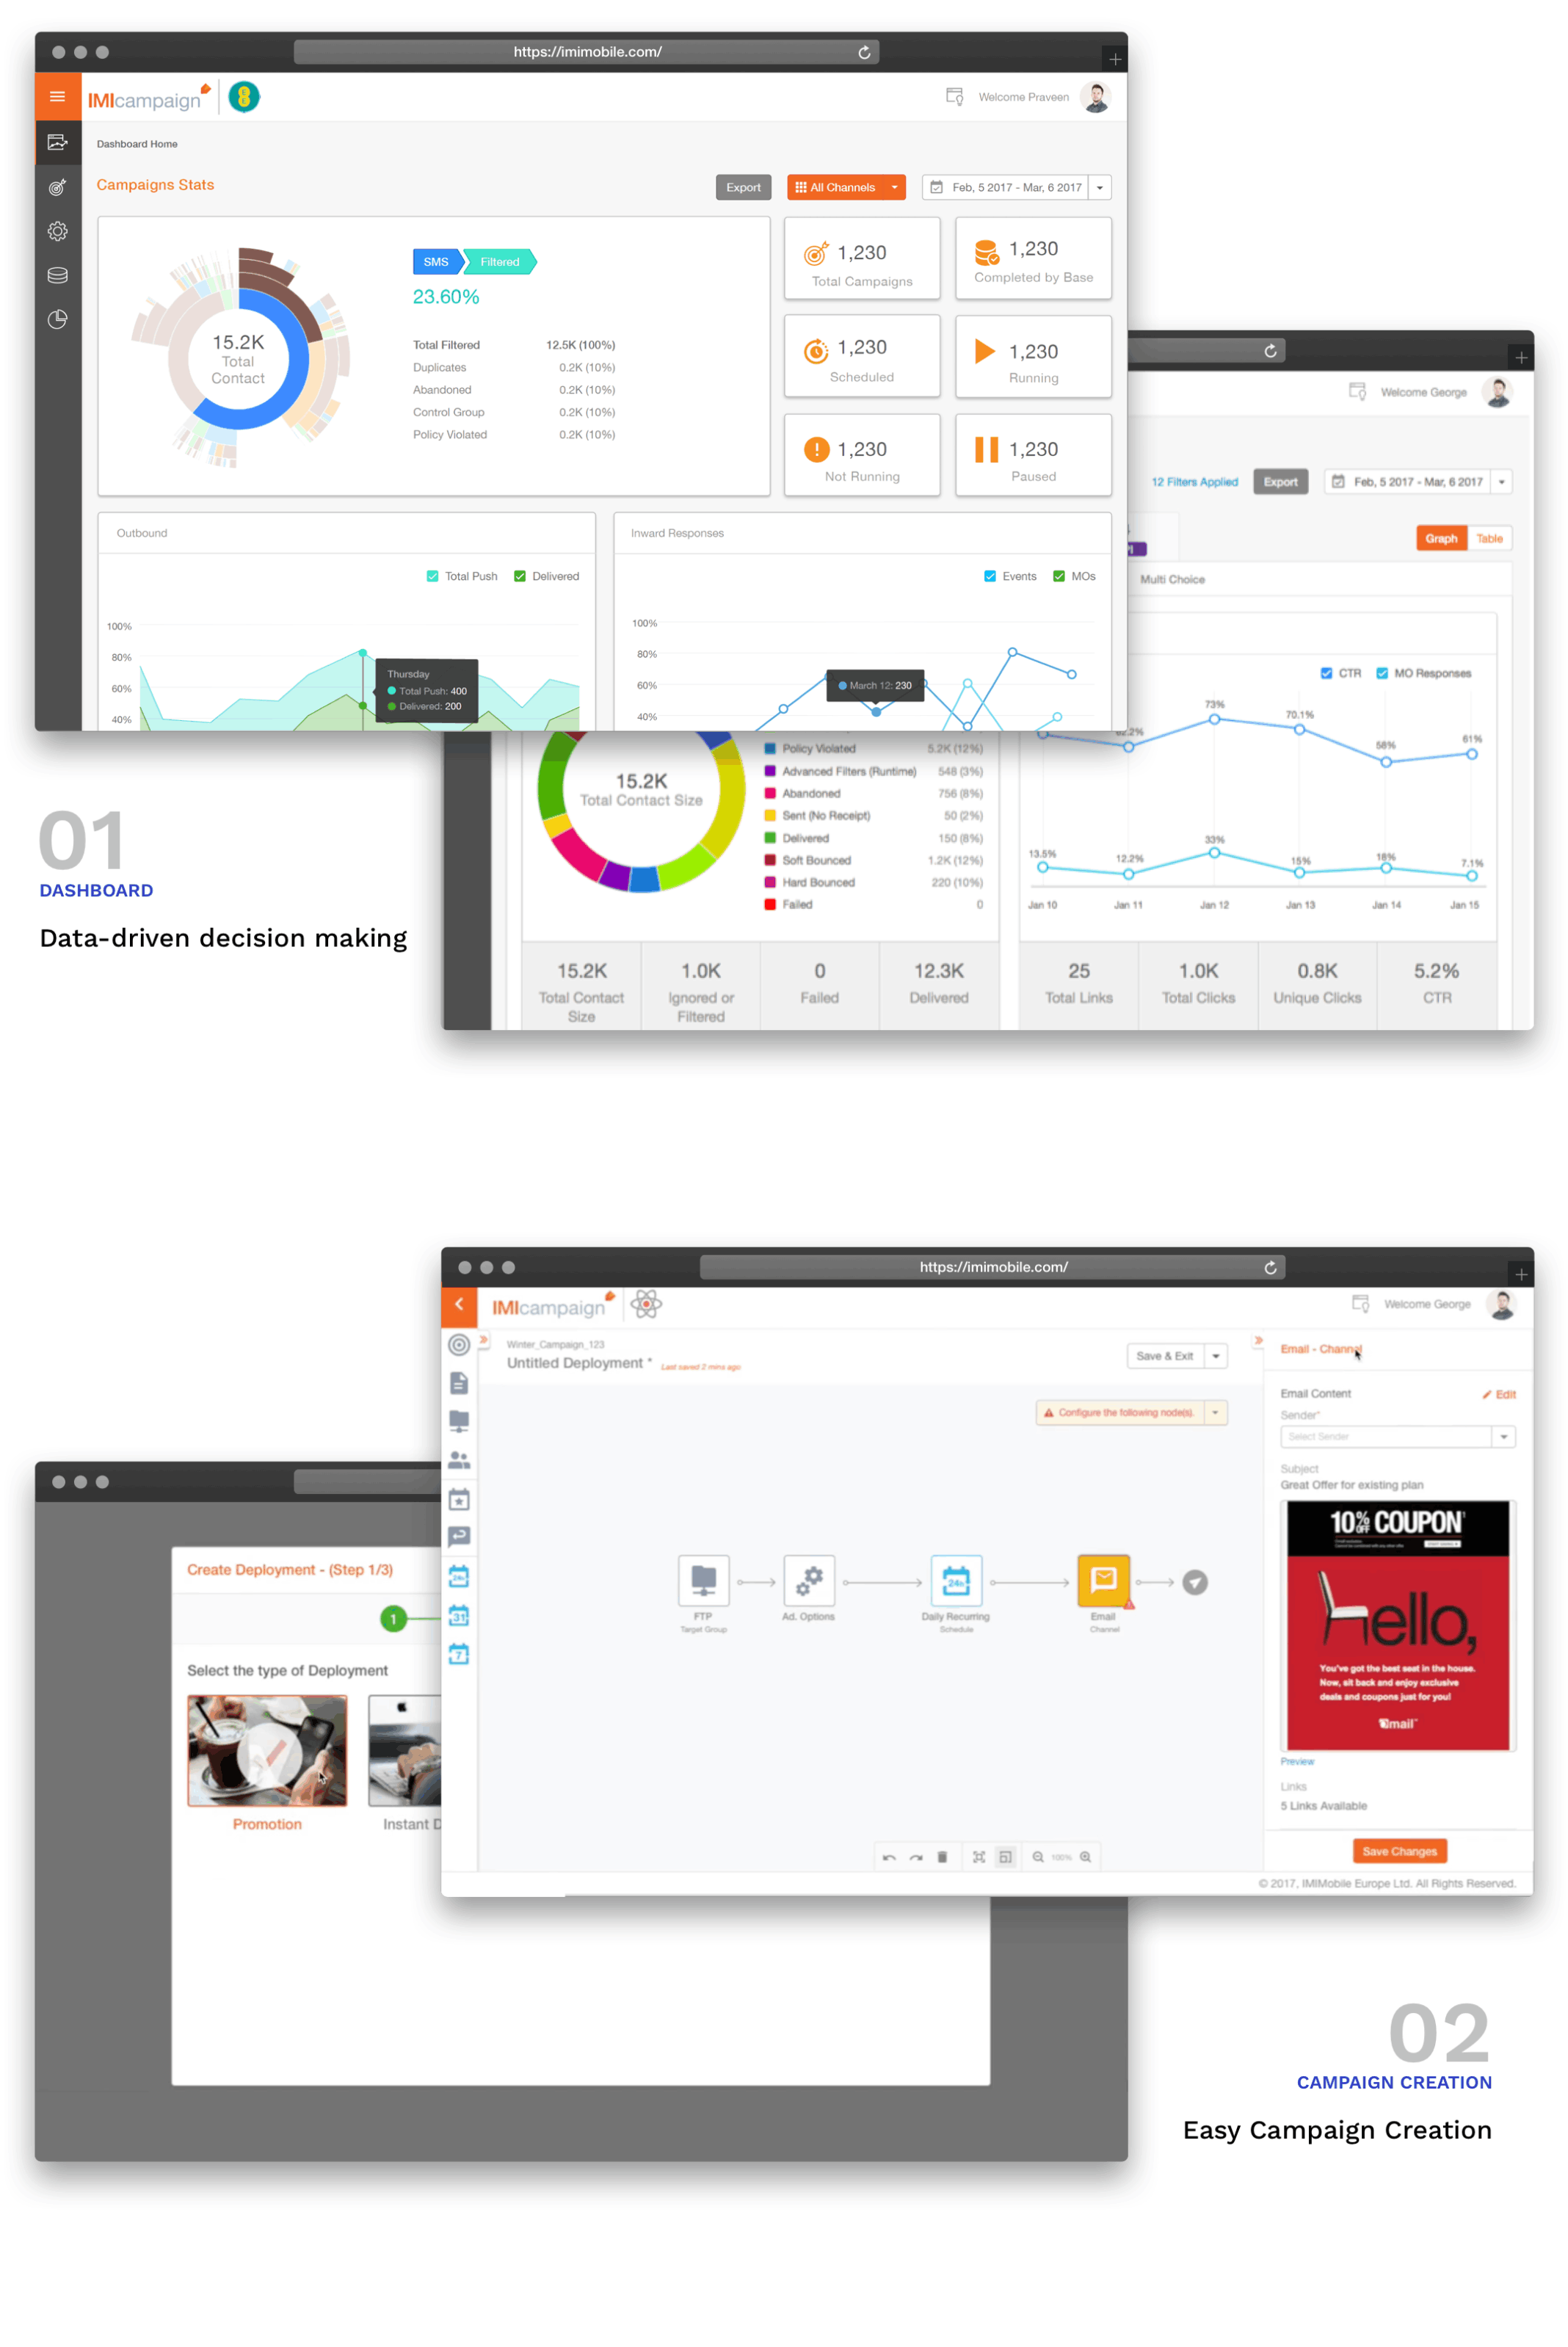 https://imimobile.com/
IMIcampaign
Welcome Praveen
Dashboard Home
Campaigns Stats
Export
All Channels
Feb, 5 2017 - Mar, 6 2017
15.2K
Total
Contact
SMS
Filtered
23.60%
Total Filtered 12.5K (100%)
Duplicates 0.2K (10%)
Abandoned 0.2K (10%)
Control Group 0.2K (10%)
Policy Violated 0.2K (10%)
1,230
Total Campaigns
1,230
Completed by Base
1,230
Scheduled
1,230
Running
1,230
Not Running
1,230
Paused
Outbound
Total Push
Delivered
100%
80%
60%
40%
Thursday
Total Push: 400
Delivered: 200
Inward Responses
Events
MOs
100%
80%
60%
40%
March 12: 230
Welcome George
12 Filters Applied
Export
Feb, 5 2017 - Mar, 6 2017
Graph
Table
Multi Choice
15.2K
Total Contact Size
Policy Violated 5.2K (12%)
Advanced Filters (Runtime) 548 (3%)
Abandoned 756 (8%)
Sent (No Receipt) 50 (2%)
Delivered 150 (8%)
Soft Bounced 1.2K (12%)
Hard Bounced 220 (10%)
Failed 0
CTR
MO Responses
73%
70.1%
58%
61%
13.5%
12.2%
33%
15%
18%
7.1%
Jan 10
Jan 11
Jan 12
Jan 13
Jan 14
Jan 15
15.2K
Total Contact
Size
1.0K
Ignored or
Filtered
0
Failed
12.3K
Delivered
25
Total Links
1.0K
Total Clicks
0.8K
Unique Clicks
5.2%
CTR
01
DASHBOARD
Data-driven decision making
https://imimobile.com/
IMIcampaign
Welcome George
Winter_Campaign_123
Untitled Deployment *
Last saved 2 mins ago
Save & Exit
Configure the following node(s).
24h
31
7
FTP
Target Group
Ad. Options
24h
Daily Recurring
Schedule
Email
Channel
100%
Email - Channel
Email Content
Edit
Sender*
Select Sender
Subject
Great Offer for existing plan
10% OFF COUPON
hello,
You've got the best seat in the house.
Now, sit back and enjoy exclusive
deals and coupons just for you!
Preview
Links
5 Links Available
Save Changes
© 2017, IMIMobile Europe Ltd. All Rights Reserved.
Create Deployment - (Step 1/3)
1
Select the type of Deployment
Promotion
Instant D
02
CAMPAIGN CREATION
Easy Campaign Creation